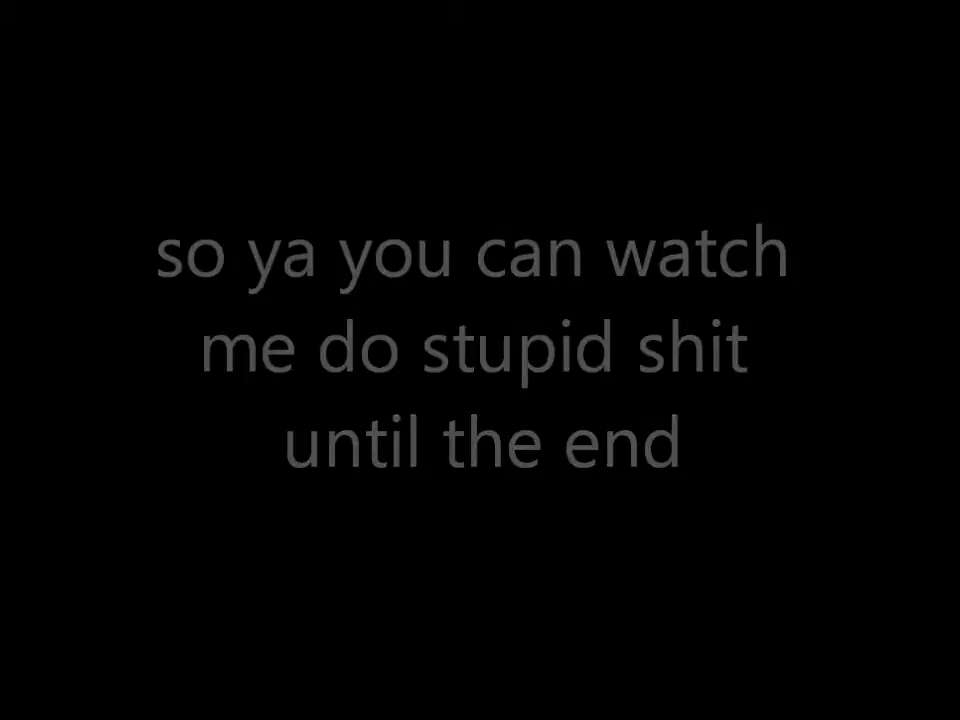 so ya you can watch
me do stupid shit
until the end